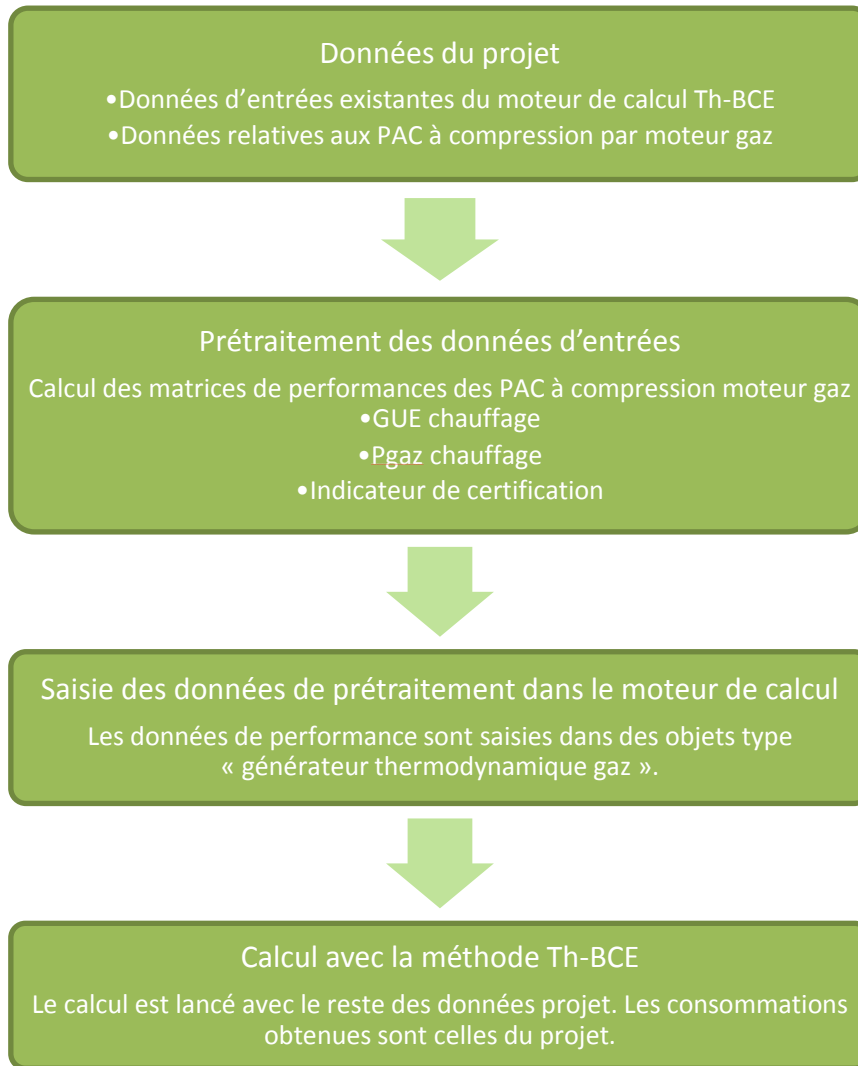 Données du projet
•Données d'entrées existantes du moteur de calcul Th-BCE
•Données relatives aux PAC à compression par moteur gaz
Prétraitement des données d'entrées
Calcul des matrices de performances des PAC à compression moteur gaz
•GUE chauffage
•Pgaz chauffage
•Indicateur de certification
Saisie des données de prétraitement dans le moteur de calcul
Les données de performance sont saisies dans des objets type
« générateur thermodynamique gaz ».
Calcul avec la méthode Th-BCE
Le calcul est lancé avec le reste des données projet. Les consommations
obtenues sont celles du projet.